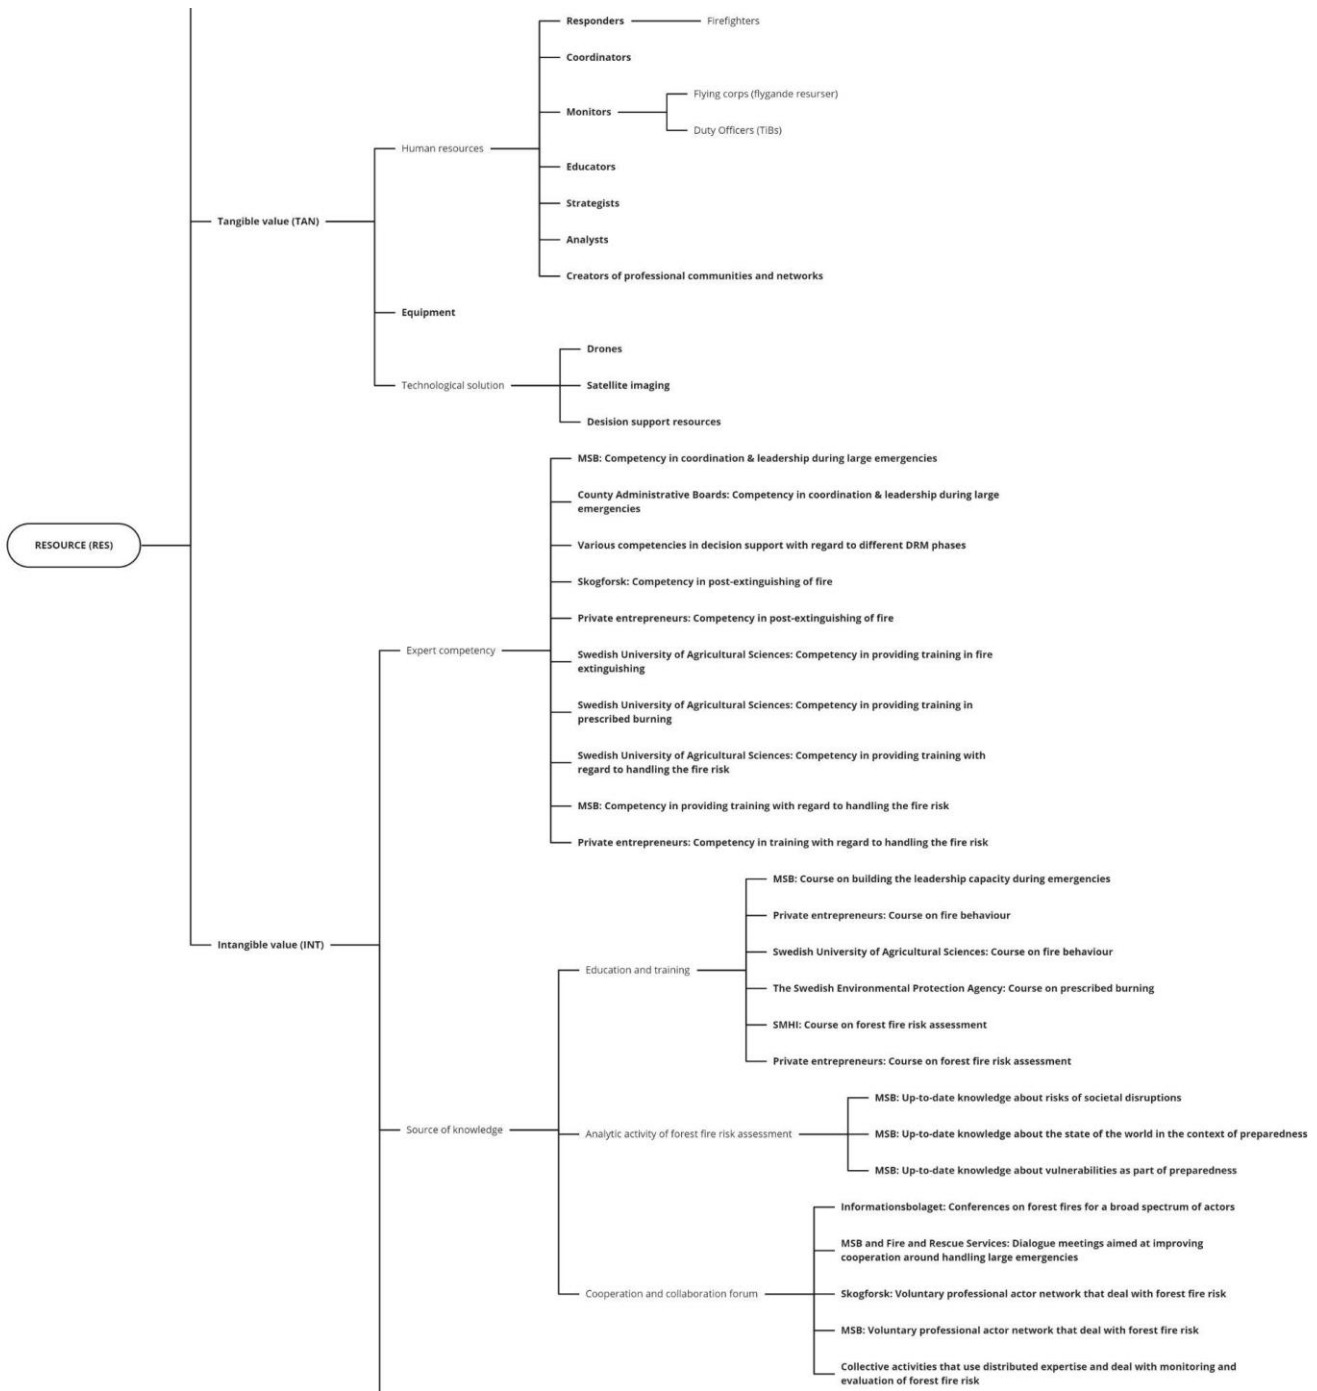 Responders
Firefighters
Coordinators
Flying corps (flygande resurser)
Monitors
Duty Officers (TiBs)
Human resources
Educators
Strategists
Tangible value (TAN)
Analysts
Creators of professional communities and networks
Equipment
Drones
Technological solution
Satellite imaging
Desision support resources
MSB: Competency in coordination & leadership during large emergencies
County Administrative Boards: Competency in coordination & leadership during large
emergencies
RESOURCE (RES)
Various competencies in decision support with regard to different DRM phases
Skogforsk: Competency in post-extinguishing of fire
Private entrepreneurs: Competency in post-extinguishing of fire
Expert competency
Swedish University of Agricultural Sciences: Competency in providing training in fire
extinguishing
Swedish University of Agricultural Sciences: Competency in providing training in
prescribed burning
Swedish University of Agricultural Sciences: Competency in providing training with
regard to handling the fire risk
MSB: Competency in providing training with regard to handling the fire risk
Private entrepreneurs: Competency in training with regard to handling the fire risk
Intangible value (INT)
MSB: Course on building the leadership capacity during emergencies
Private entrepreneurs: Course on fire behaviour
Swedish University of Agricultural Sciences: Course on fire behaviour
Education and training
The Swedish Environmental Protection Agency: Course on prescribed burning
SMHI: Course on forest fire risk assessment
Private entrepreneurs: Course on forest fire risk assessment
Source of knowledge
MSB: Up-to-date knowledge about risks of societal disruptions
Analytic activity of forest fire risk assessment
MSB: Up-to-date knowledge about the state of the world in the context of preparedness
MSB: Up-to-date knowledge about vulnerabilities as part of preparedness
Informationsbolaget: Conferences on forest fires for a broad spectrum of actors
MSB and Fire and Rescue Services: Dialogue meetings aimed at improving
cooperation around handling large emergencies
Cooperation and collaboration forum
Skogforsk: Voluntary professional actor network that deal with forest fire risk
MSB: Voluntary professional actor network that deal with forest fire risk
Collective activities that use distributed expertise and deal with monitoring and
evaluation of forest fire risk